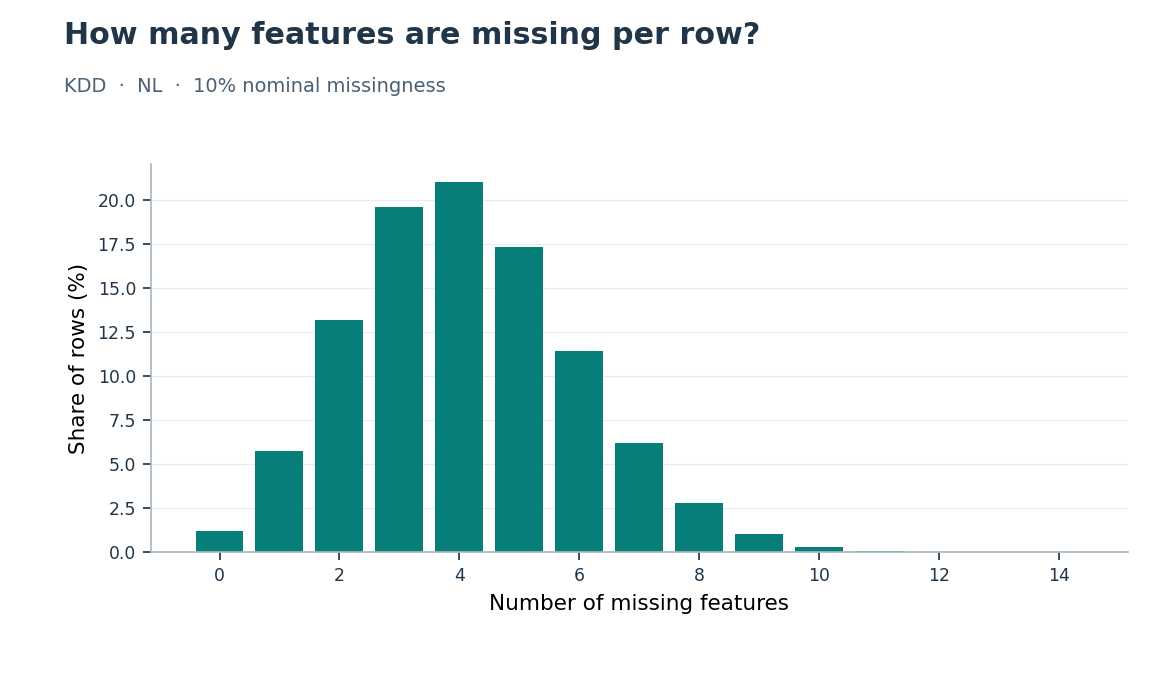 How many features are missing per row?
KDD · NL · 10% nominal missingness
20.0
17.5
15.0
12.5
10.0
7.5
5.0
2.5
0.0
Share of rows (%)
0 2 4 6 8 10 12 14
Number of missing features